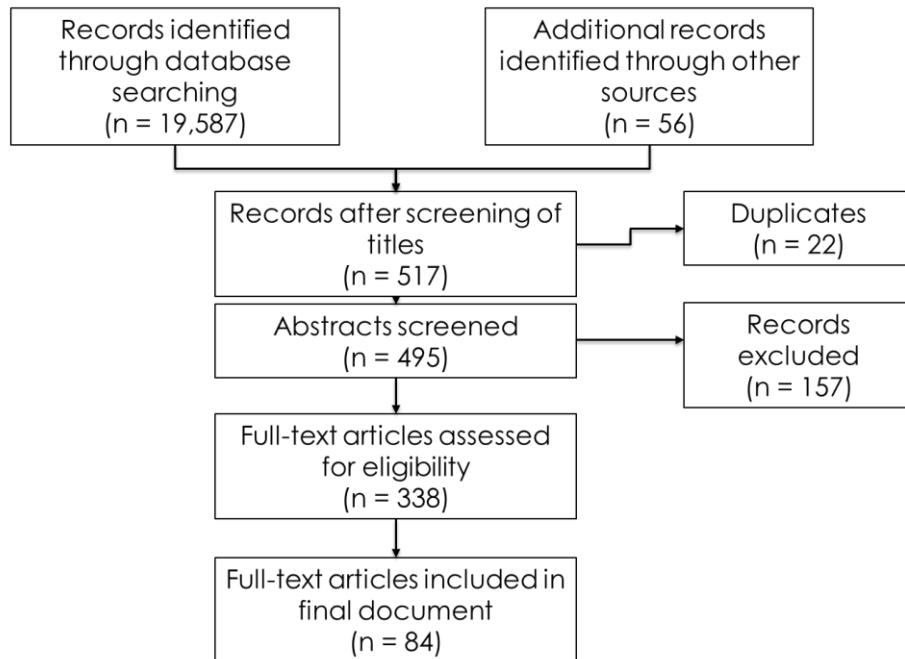 Records identified
through database
searching
(n = 19,587)
Additional records
identified through other
sources
(n = 56)
Records after screening of
titles
(n = 517)
Duplicates
(n = 22)
Abstracts screened
(n = 495)
Records
excluded
(n = 157)
Full-text articles assessed
for eligibility
(n = 338)
Full-text articles included in
final document
(n = 84)